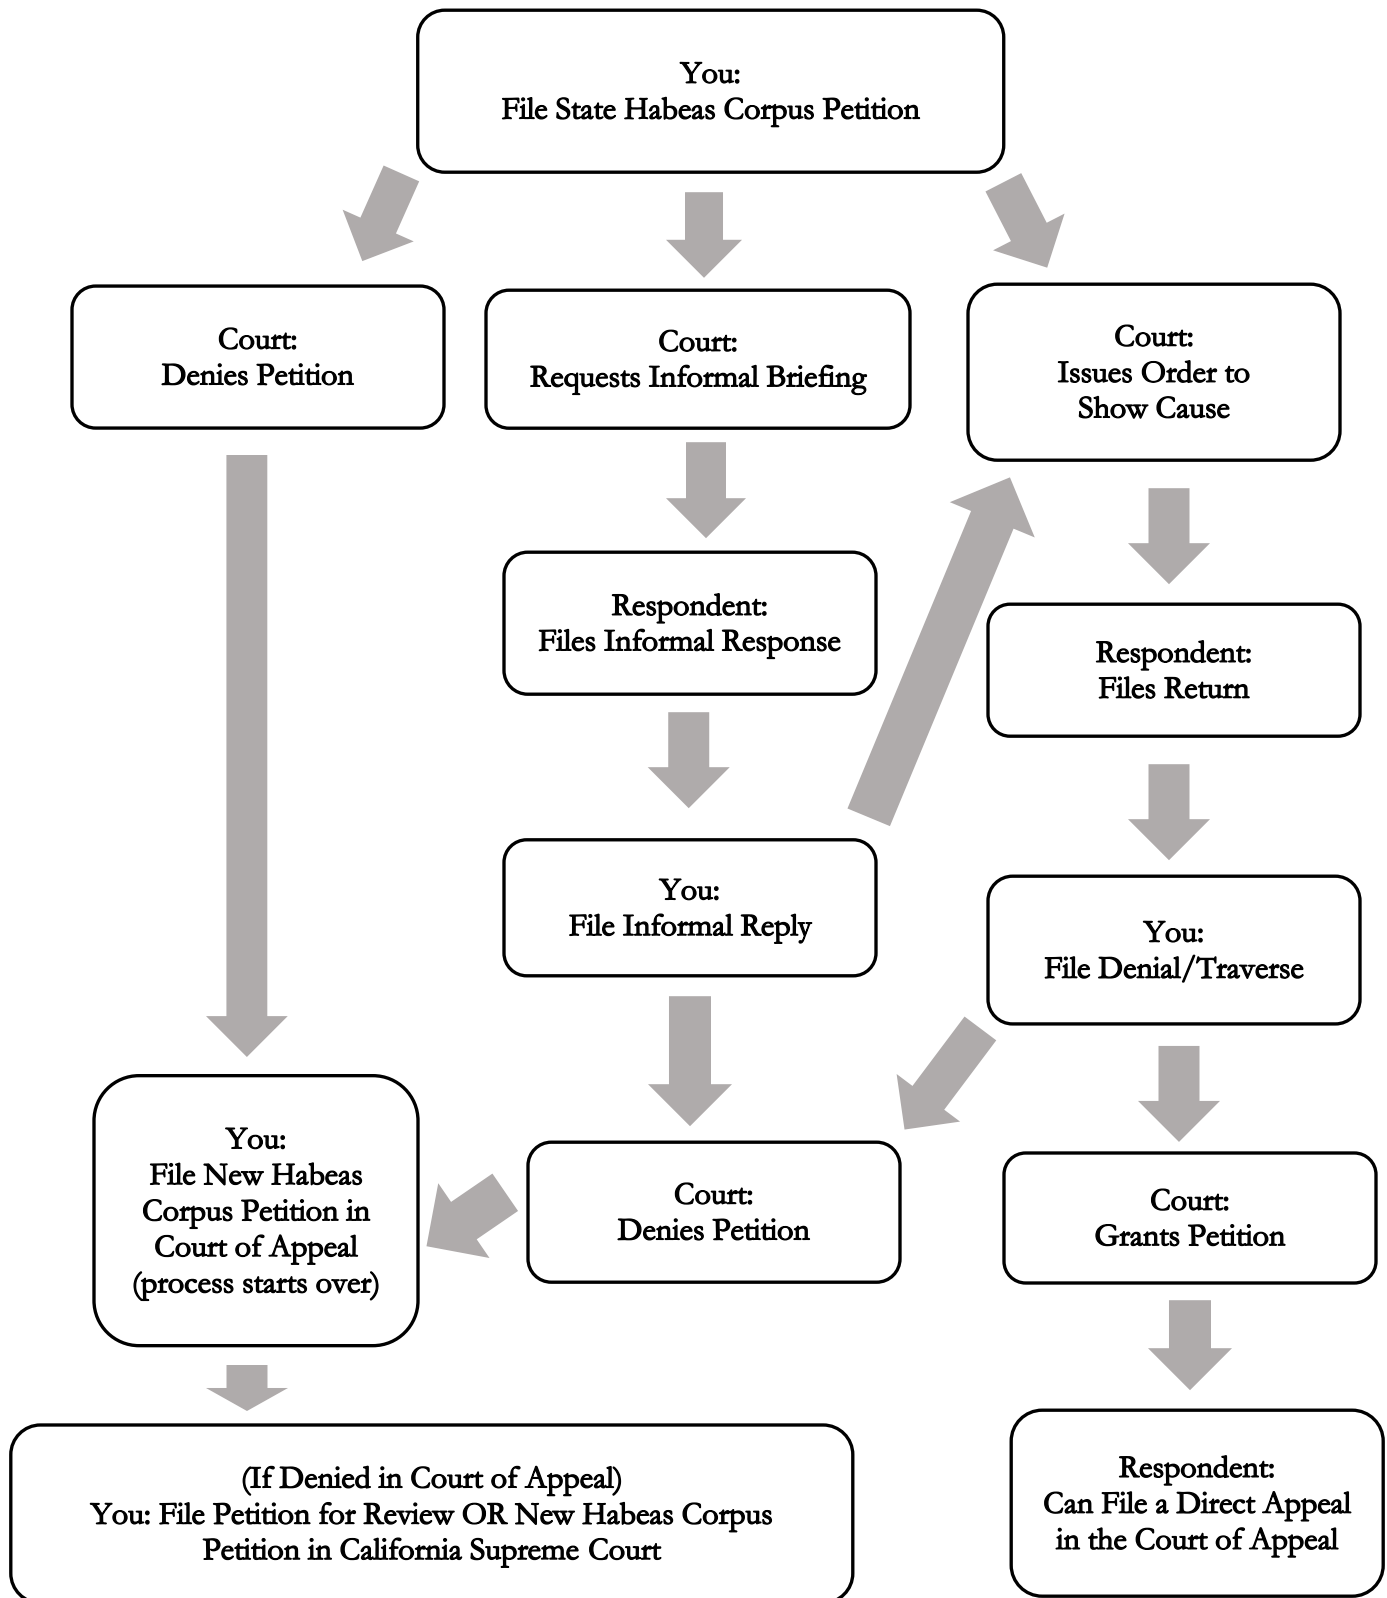 You:
File State Habeas Corpus Petition
Court:
Denies Petition
Court:
Requests Informal Briefing
Court:
Issues Order to
Show Cause
Respondent:
Files Informal Response
Respondent:
Files Return
You:
File Informal Reply
You:
File Denial/Traverse
You:
File New Habeas
Corpus Petition in
Court of Appeal
(process starts over)
Court:
Denies Petition
Court:
Grants Petition
(If Denied in Court of Appeal)
You: File Petition for Review OR New Habeas Corpus
Petition in California Supreme Court
Respondent:
Can File a Direct Appeal
in the Court of Appeal